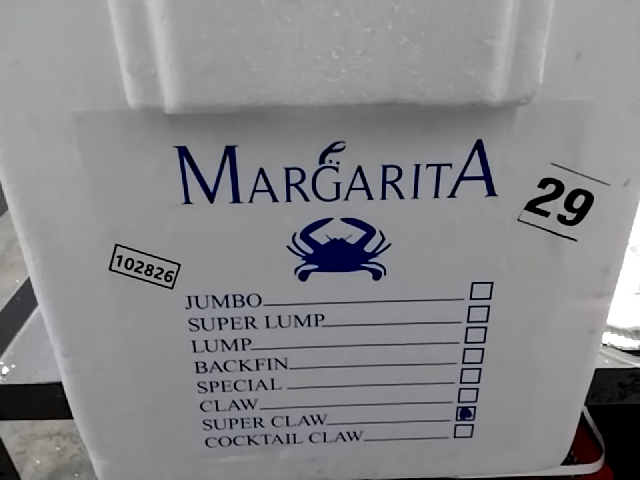 MARGARITA
29
102826
JUMBO
SUPER LUMP
LUMP
BACKFIN
SPECIAL
CLAW
SUPER CLAW
COCKTAIL CLAW